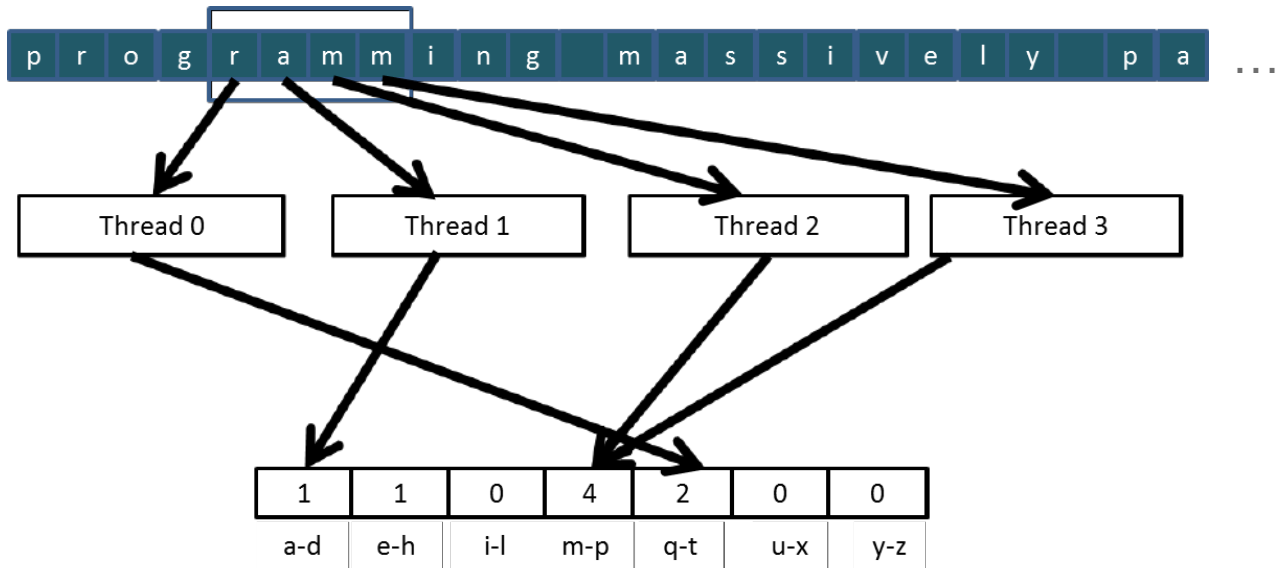 p r o g r a m m i n g m a s s i v e l y p a ...
Thread 0 Thread 1 Thread 2 Thread 3
1 1 0 4 2 0 0
a-d e-h i-l m-p q-t u-x y-z